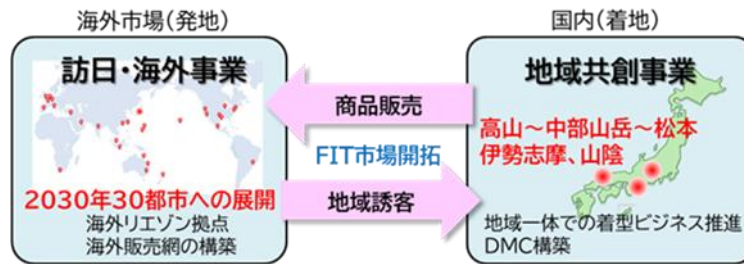 海外市場(発地)
訪日・海外事業
2030年30都市への展開
海外リエゾン拠点
海外販売網の構築
商品販売
FIT市場開拓
地域誘客
国内(着地)
地域共創事業
高山~中部山岳~松本
伊勢志摩、山陰
地域一体での着型ビジネス推進
DMC構築